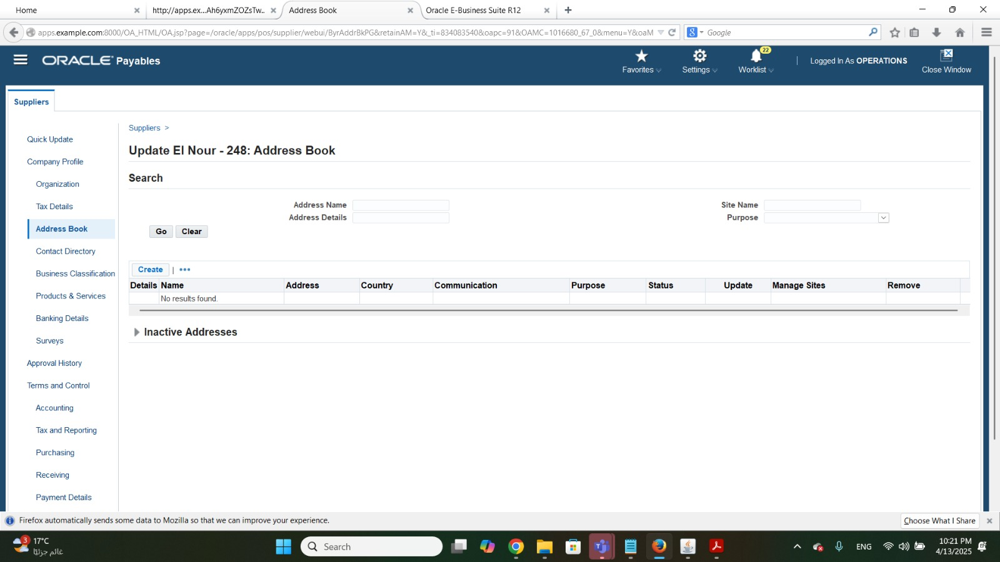 Home
http://apps.ex...Ah6yxmZOZsTw..
Address Book
Oracle E-Business Suite R12
apps.example.com:8000/OA_HTML/OA.jsp?page=/oracle/apps/pos/supplier/webui/ByrAddrBkPG&retainAM=Y&_ti=834083540&oapc=91&OAMC=1016680_67_0&menu=Y&oaM
Google
ORACLE Payables
Favorites
Settings
22
Worklist
Logged In As OPERATIONS
Close Window
Suppliers
Quick Update
Company Profile
Organization
Tax Details
Address Book
Contact Directory
Business Classification
Products & Services
Banking Details
Surveys
Approval History
Terms and Control
Accounting
Tax and Reporting
Purchasing
Receiving
Payment Details
Suppliers >
Update El Nour - 248: Address Book
Search
Address Name
Site Name
Address Details
Purpose
Go Clear
Create | •••
Details Name Address Country Communication Purpose Status Update Manage Sites Remove
No results found.
Inactive Addresses
Firefox automatically sends some data to Mozilla so that we can improve your experience.
Choose What I Share
3
17°C
غائم جزئيًا
Search
ENG
10:21 PM
4/13/2025